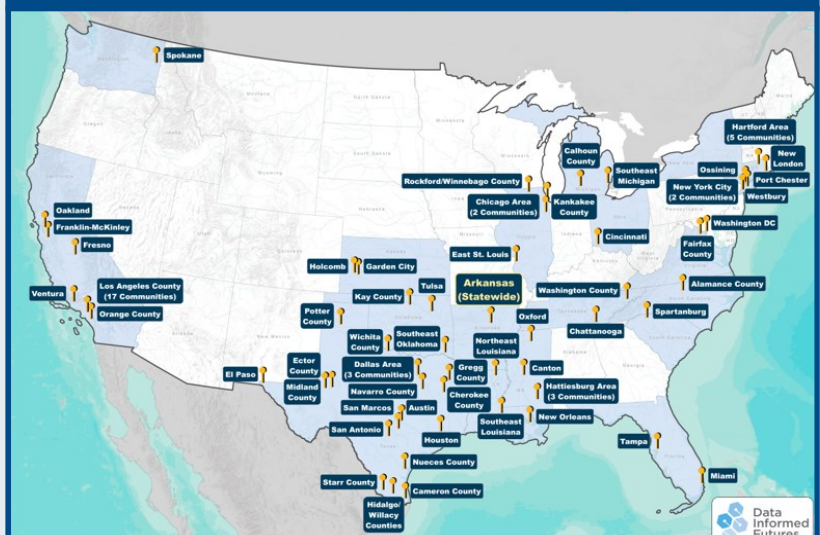 Spokane
Hartford Area
(5 Communities)
Calhoun
County
New
London
Southeast
Michigan
Ossining
Rockford/Winnebago County
Port Chester
Kankakee
County
New York City
(2 Communities)
Chicago Area
(2 Communities)
Westbury
Oakland
Washington DC
Franklin-McKinley
Cincinnati
Fresno
Fairfax
County
East St. Louis
Holcomb
Garden City
Los Angeles County
(17 Communities)
Tulsa
Arkansas
(Statewide)
Alamance County
Ventura
Kay County
Washington County
Orange County
Potter
County
Oxford
Spartanburg
Chattanooga
Wichita
County
Southeast
Oklahoma
Northeast
Louisiana
Ector
County
Dallas Area
(3 Communities)
Gregg
County
Canton
El Paso
Midland
County
Navarro County
Hattiesburg Area
(3 Communities)
Cherokee
County
San Marcos
Austin
New Orleans
San Antonio
Houston
Southeast
Louisiana
Tampa
Nueces County
Miami
Starr County
Cameron County
Hidalgo/
Willacy
Counties
Data
Informed
Futures